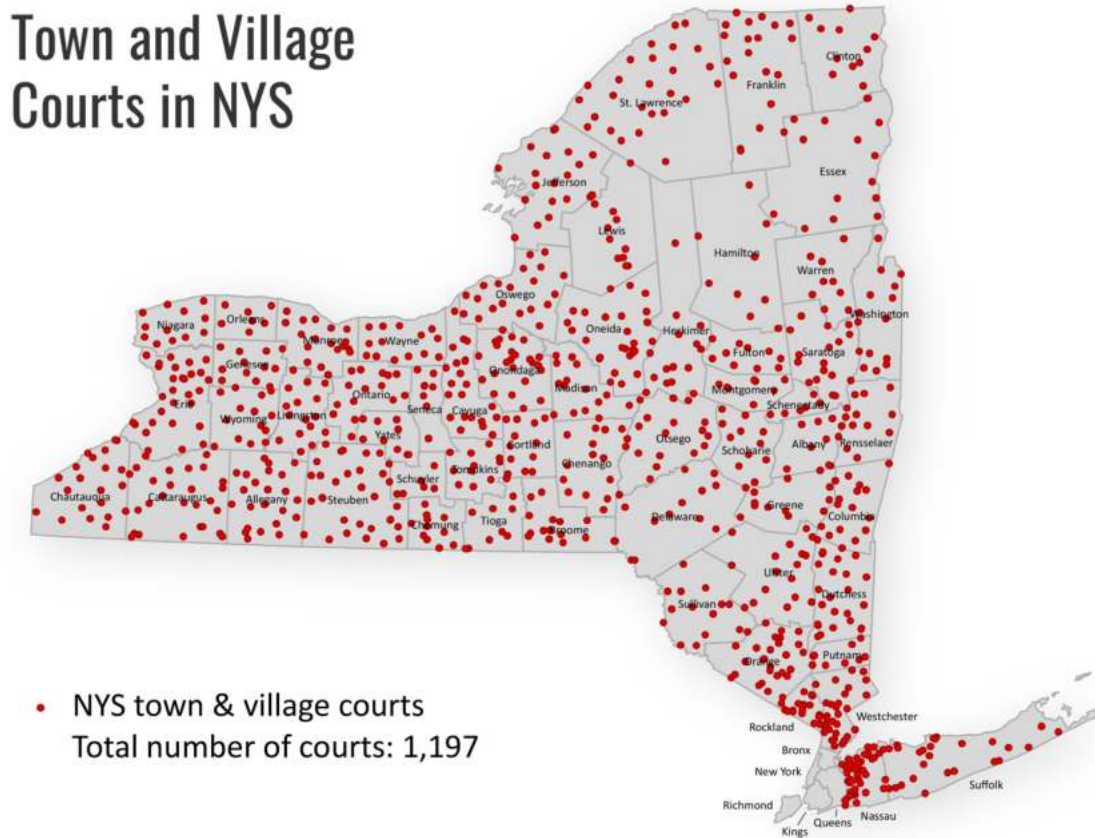 Town and Village
Courts in NYS
Clinton
Franklin
St. Lawrence
Essex
Jefferson
Lewis
Hamilton
Warren
Oswego
Washington
Niagara
Orleans
Monroe
Wayne
Oneida
Herkimer
Fulton
Saratoga
Genesee
Onondaga
Madison
Montgomery
Erie
Wyoming
Livingston
Ontario
Seneca
Cayuga
Schenectady
Yates
Cortland
Otsego
Schoharie
Albany
Rensselaer
Chenango
Chautauqua
Cattaraugus
Allegany
Steuben
Schuyler
Tompkins
Greene
Chemung
Tioga
Broome
Delaware
Columbia
Ulster
Sullivan
Dutchess
Orange
Putnam
NYS town & village courts
Total number of courts: 1,197
Westchester
Rockland
Bronx
New York
Suffolk
Richmond
Queens
Nassau
Kings